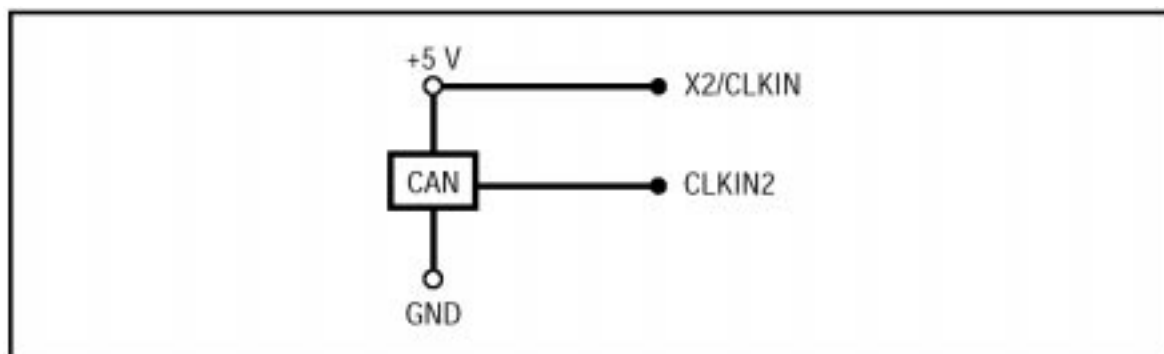 +5 V
X2/CLKIN
CAN
CLKIN2
GND